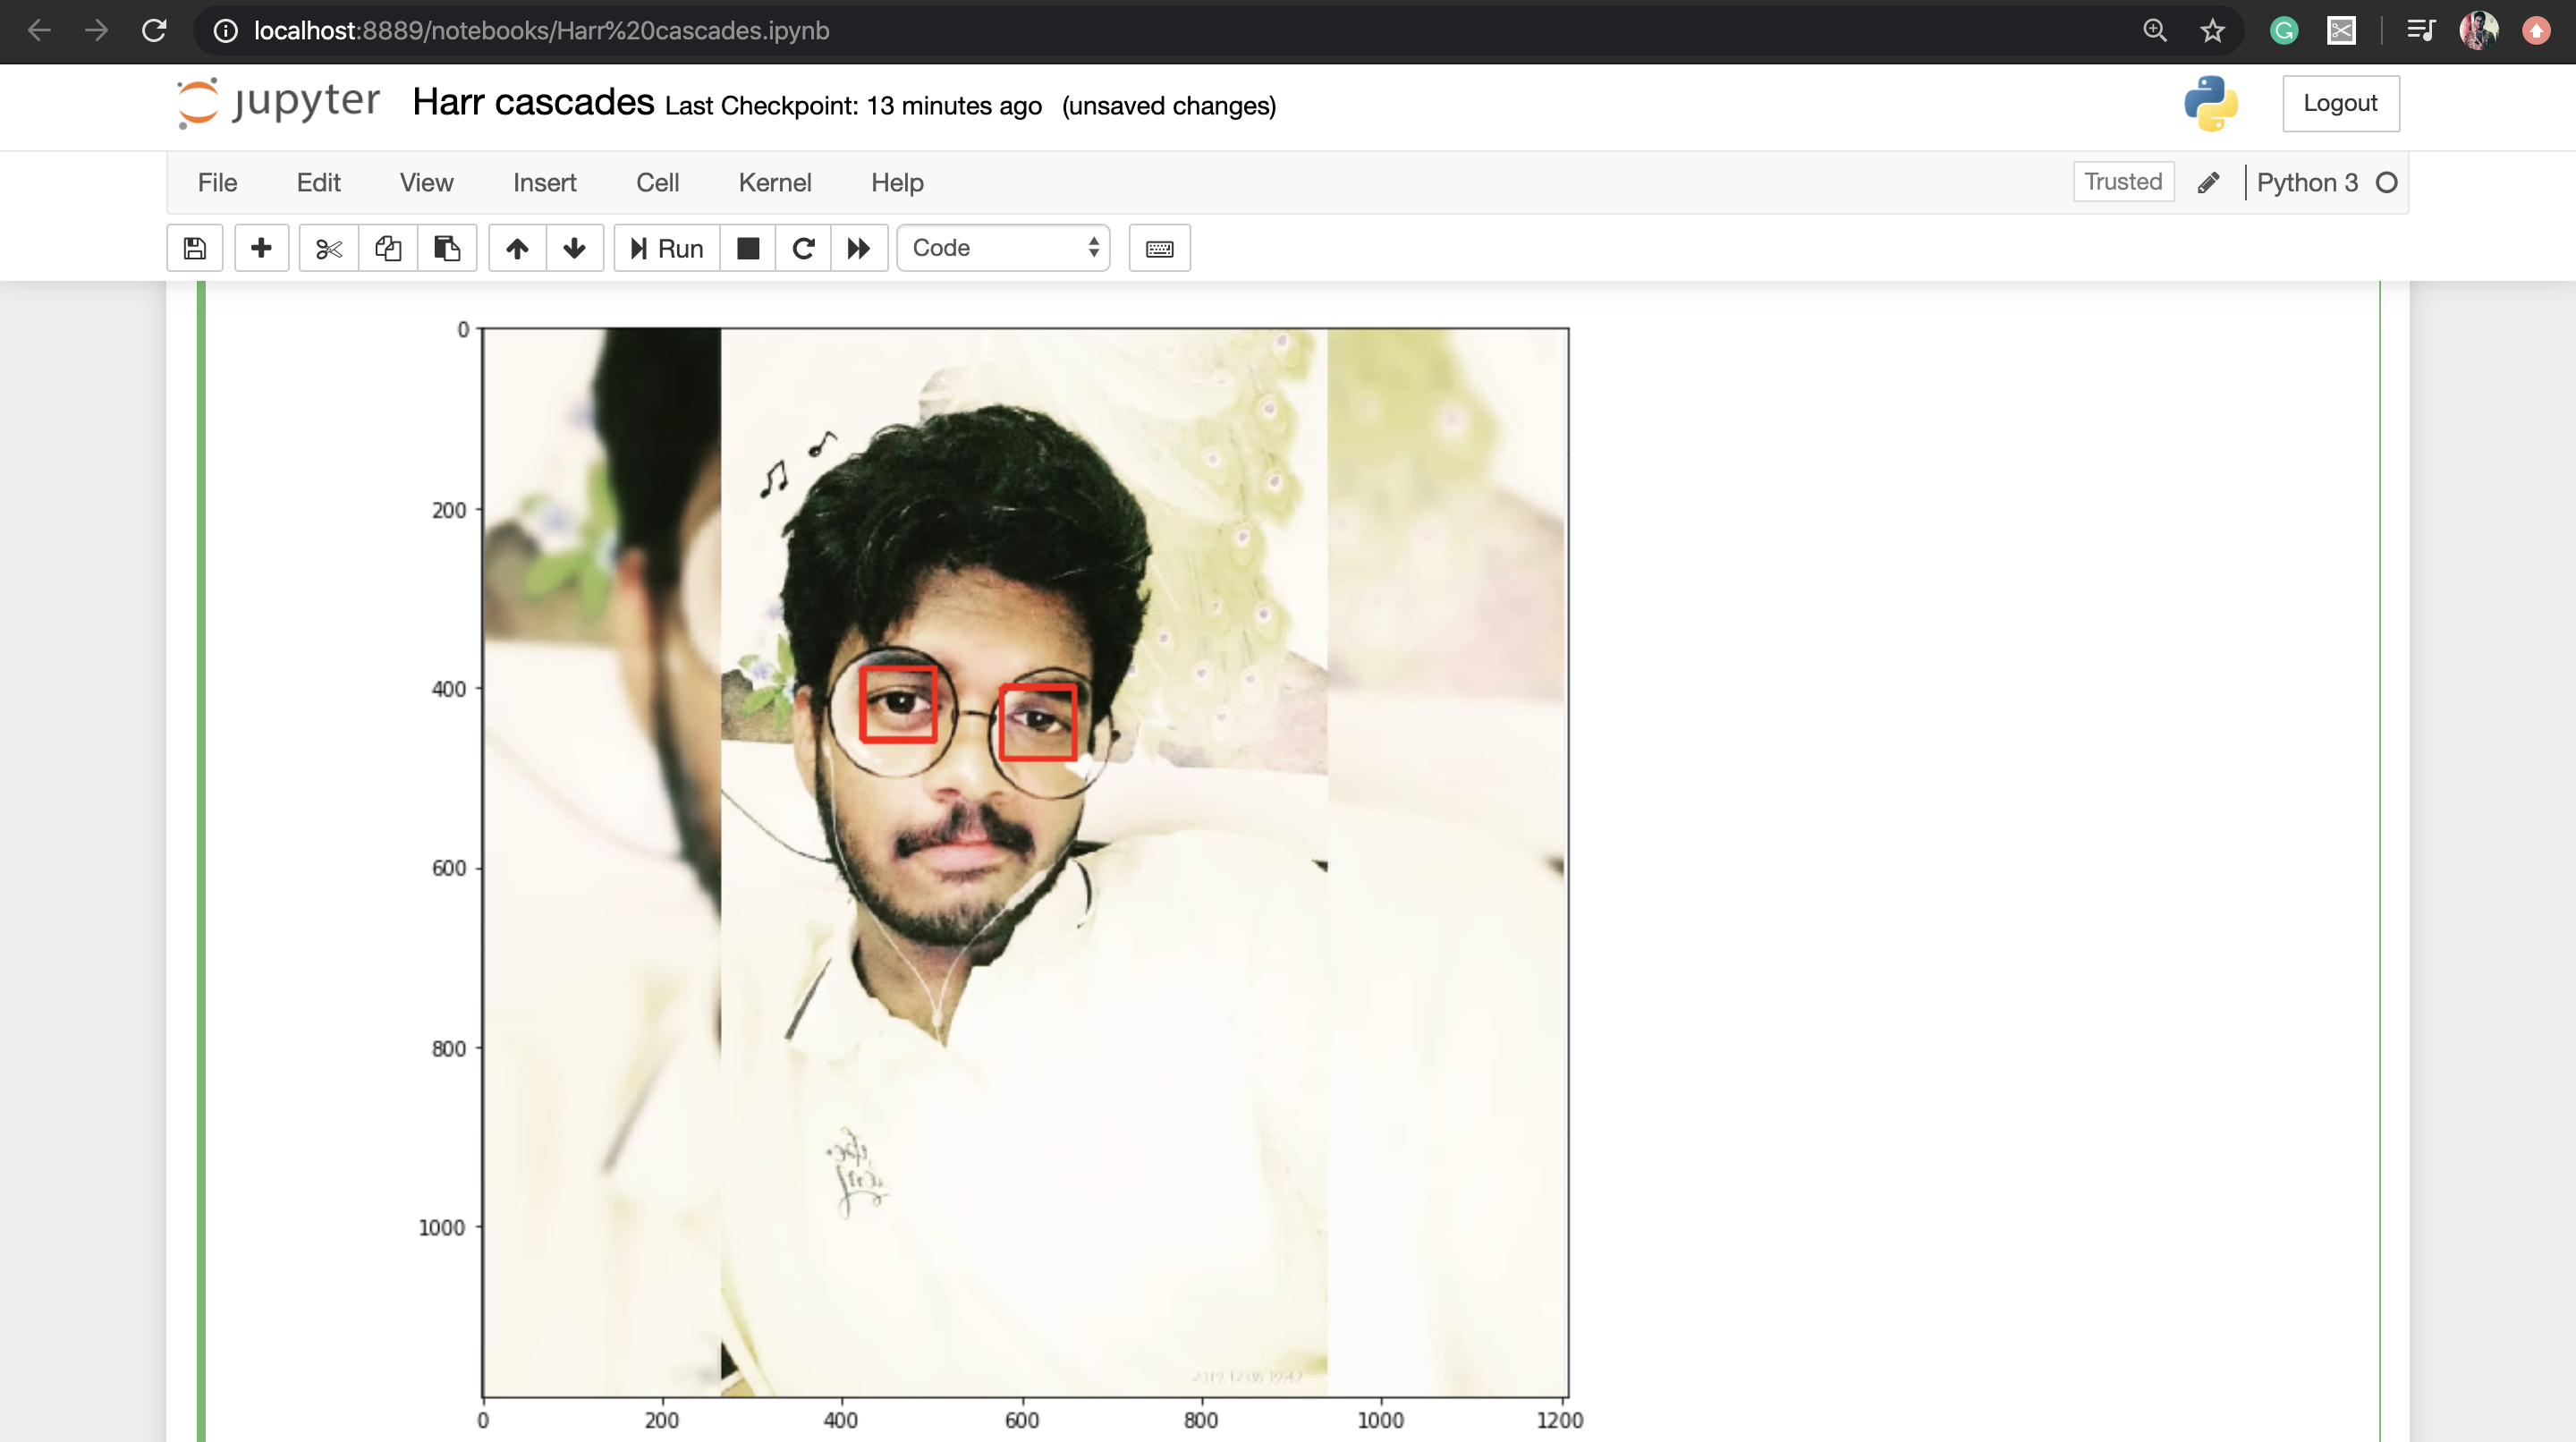 localhost:8889/notebooks/Harr%20cascades.ipynb
jupyter Harr cascades Last Checkpoint: 13 minutes ago (unsaved changes)
Logout
File Edit View Insert Cell Kernel Help
Trusted
Python 3
Run
Code
0
200
400
600
800
1000
0 200 400 600 800 1000 1200